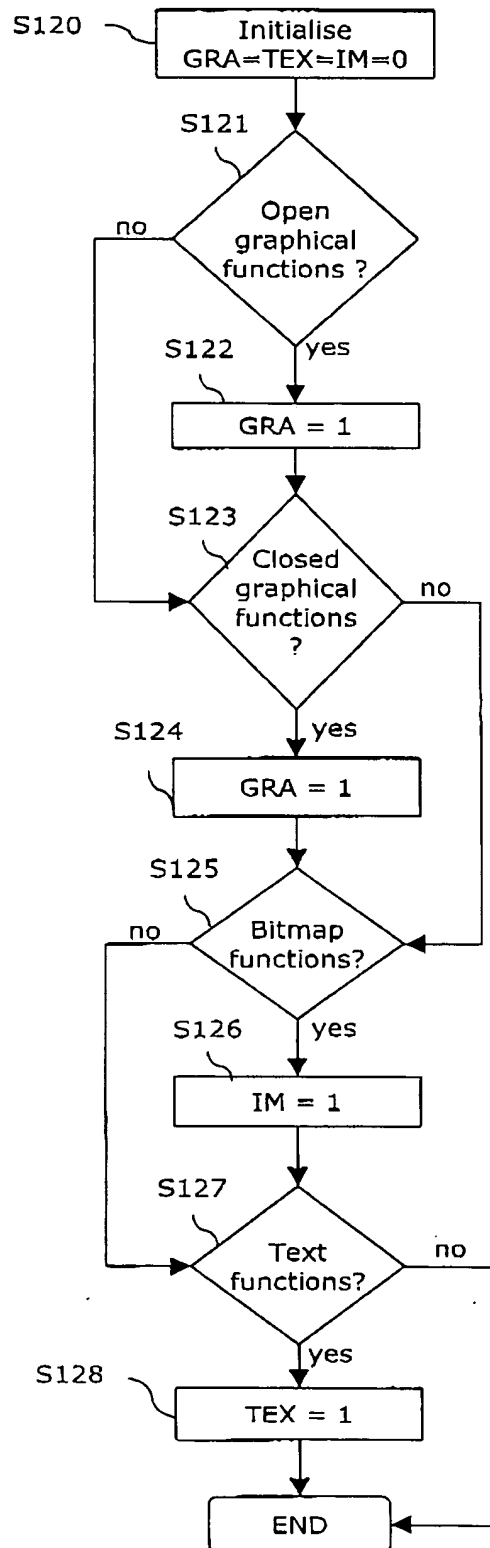 S120
Initialise
GRA=TEX=IM=0
S121
Open
graphical
functions ?
no
yes
S122
GRA = 1
S123
Closed
graphical
functions
?
no
yes
S124
GRA = 1
S125
Bitmap
functions?
no
yes
S126
IM = 1
S127
Text
functions?
no
yes
S128
TEX = 1
END